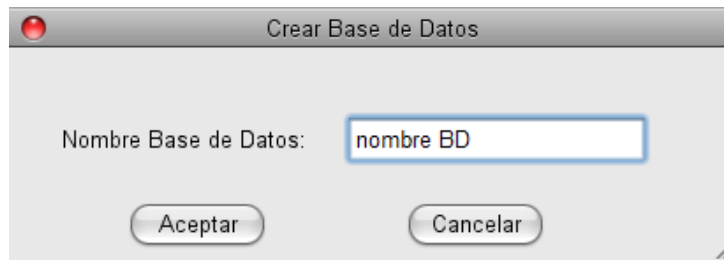 Crear Base de Datos
Nombre Base de Datos: nombre BD
Aceptar Cancelar